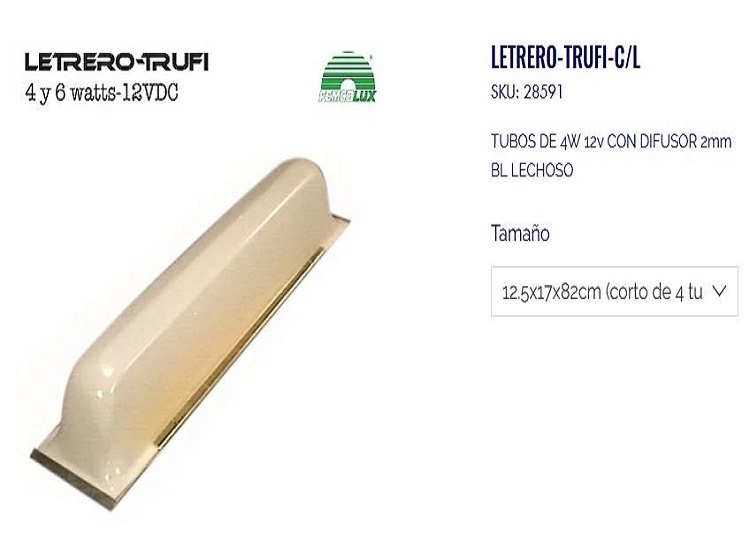 LETRERO-TRUFI
4 y 6 watts-12VDC
FEMCOLUX
LETRERO-TRUFI-C/L
SKU: 28591
TUBOS DE 4W 12v CON DIFUSOR 2mm
BL LECHOSO
Tamaño
12.5x17x82cm (corto de 4 tu